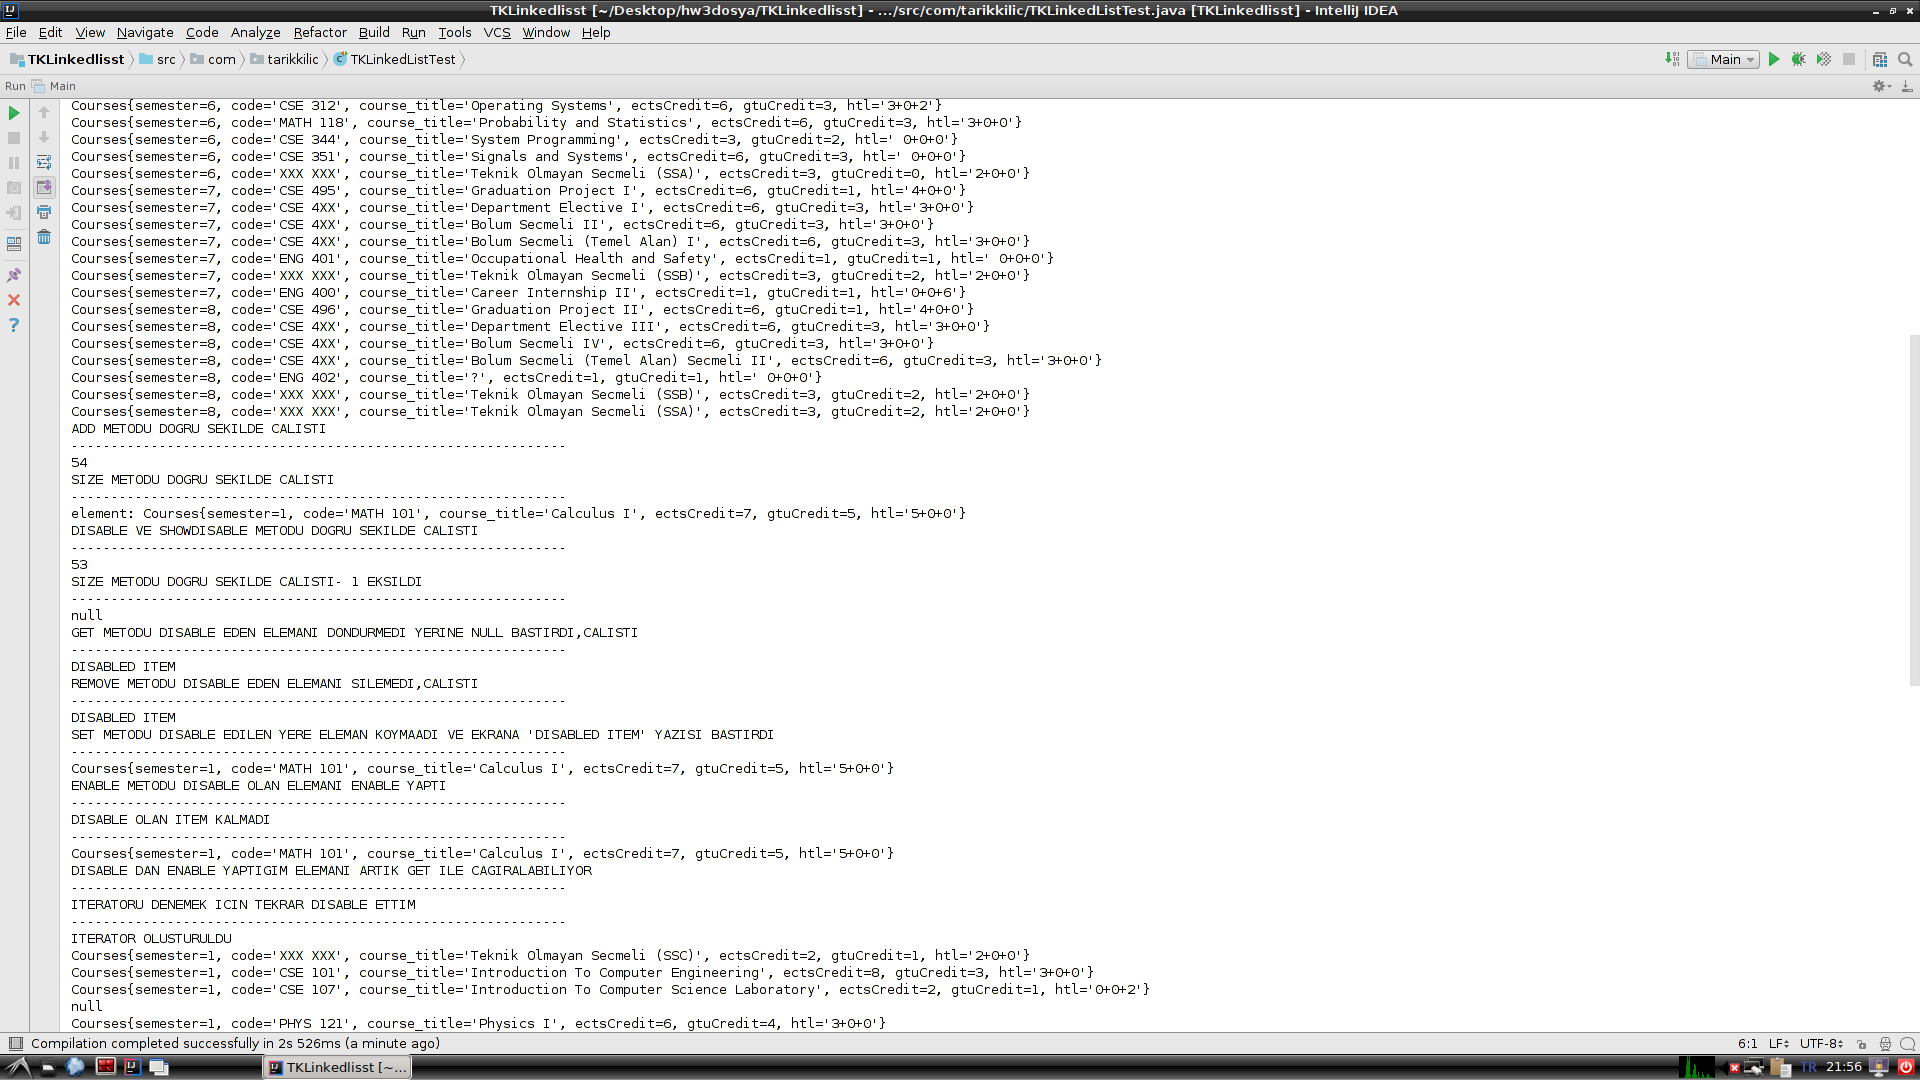 TKLinkedlisst [~/Desktop/hw3dosya/TKLinkedlisst] - .../src/com/tarikkilic/TKLinkedListTest.java [TKLinkedlisst] - IntelliJ IDEA
File Edit View Navigate Code Analyze Refactor Build Run Tools VCS Window Help
TKLinkedlisst src com tarikkilic TKLinkedListTest Main
Run Main
Courses{semester=6, code='CSE 312', course_title='Operating Systems', ectsCredit=6, gtuCredit=3, htl='3+0+2'}
Courses{semester=6, code='MATH 118', course_title='Probability and Statistics', ectsCredit=6, gtuCredit=3, htl='3+0+0'}
Courses{semester=6, code='CSE 344', course_title='System Programming', ectsCredit=3, gtuCredit=2, htl=' 0+0+0'}
Courses{semester=6, code='CSE 351', course_title='Signals and Systems', ectsCredit=6, gtuCredit=3, htl=' 0+0+0'}
Courses{semester=6, code='XXX XXX', course_title='Teknik Olmayan Secmeli (SSA)', ectsCredit=3, gtuCredit=0, htl='2+0+0'}
Courses{semester=7, code='CSE 495', course_title='Graduation Project I', ectsCredit=6, gtuCredit=1, htl='4+0+0'}
Courses{semester=7, code='CSE 4XX', course_title='Department Elective I', ectsCredit=6, gtuCredit=3, htl='3+0+0'}
Courses{semester=7, code='CSE 4XX', course_title='Bolum Secmeli II', ectsCredit=6, gtuCredit=3, htl='3+0+0'}
Courses{semester=7, code='CSE 4XX', course_title='Bolum Secmeli (Temel Alan) I', ectsCredit=6, gtuCredit=3, htl='3+0+0'}
Courses{semester=7, code='ENG 401', course_title='Occupational Health and Safety', ectsCredit=1, gtuCredit=1, htl=' 0+0+0'}
Courses{semester=7, code='XXX XXX', course_title='Teknik Olmayan Secmeli (SSB)', ectsCredit=3, gtuCredit=2, htl='2+0+0'}
Courses{semester=7, code='ENG 400', course_title='Career Internship II', ectsCredit=1, gtuCredit=1, htl='0+0+6'}
Courses{semester=8, code='CSE 496', course_title='Graduation Project II', ectsCredit=6, gtuCredit=1, htl='4+0+0'}
Courses{semester=8, code='CSE 4XX', course_title='Department Elective III', ectsCredit=6, gtuCredit=3, htl='3+0+0'}
Courses{semester=8, code='CSE 4XX', course_title='Bolum Secmeli IV', ectsCredit=6, gtuCredit=3, htl='3+0+0'}
Courses{semester=8, code='CSE 4XX', course_title='Bolum Secmeli (Temel Alan) Secmeli II', ectsCredit=6, gtuCredit=3, htl='3+0+0'}
Courses{semester=8, code='ENG 402', course_title='?', ectsCredit=1, gtuCredit=1, htl=' 0+0+0'}
Courses{semester=8, code='XXX XXX', course_title='Teknik Olmayan Secmeli (SSB)', ectsCredit=3, gtuCredit=2, htl='2+0+0'}
Courses{semester=8, code='XXX XXX', course_title='Teknik Olmayan Secmeli (SSA)', ectsCredit=3, gtuCredit=2, htl='2+0+0'}
ADD METODU DOGRU SEKILDE CALISTI
--------------------------------------------------------------
54
SIZE METODU DOGRU SEKILDE CALISTI
--------------------------------------------------------------
element: Courses{semester=1, code='MATH 101', course_title='Calculus I', ectsCredit=7, gtuCredit=5, htl='5+0+0'}
DISABLE VE SHOWDISABLE METODU DOGRU SEKILDE CALISTI
--------------------------------------------------------------
53
SIZE METODU DOGRU SEKILDE CALISTI- 1 EKSILDI
--------------------------------------------------------------
null
GET METODU DISABLE EDEN ELEMANI DONDURMEDI YERINE NULL BASTIRDI,CALISTI
--------------------------------------------------------------
DISABLED ITEM
REMOVE METODU DISABLE EDEN ELEMANI SILEMEDI,CALISTI
--------------------------------------------------------------
DISABLED ITEM
SET METODU DISABLE EDILEN YERE ELEMAN KOYMAADI VE EKRANA 'DISABLED ITEM' YAZISI BASTIRDI
--------------------------------------------------------------
Courses{semester=1, code='MATH 101', course_title='Calculus I', ectsCredit=7, gtuCredit=5, htl='5+0+0'}
ENABLE METODU DISABLE OLAN ELEMANI ENABLE YAPTI
--------------------------------------------------------------
DISABLE OLAN ITEM KALMADI
--------------------------------------------------------------
Courses{semester=1, code='MATH 101', course_title='Calculus I', ectsCredit=7, gtuCredit=5, htl='5+0+0'}
DISABLE DAN ENABLE YAPTIGIM ELEMANI ARTIK GET ILE CAGIRALABILIYOR
--------------------------------------------------------------
ITERATORU DENEMEK ICIN TEKRAR DISABLE ETTIM
--------------------------------------------------------------
ITERATOR OLUSTURULDU
Courses{semester=1, code='XXX XXX', course_title='Teknik Olmayan Secmeli (SSC)', ectsCredit=2, gtuCredit=1, htl='2+0+0'}
Courses{semester=1, code='CSE 101', course_title='Introduction To Computer Engineering', ectsCredit=8, gtuCredit=3, htl='3+0+0'}
Courses{semester=1, code='CSE 107', course_title='Introduction To Computer Science Laboratory', ectsCredit=2, gtuCredit=1, htl='0+0+2'}
null
Courses{semester=1, code='PHYS 121', course_title='Physics I', ectsCredit=6, gtuCredit=4, htl='3+0+0'}
Compilation completed successfully in 2s 526ms (a minute ago) 6:1 LF UTF-8
TKLinkedlisst [~... TR 21:56